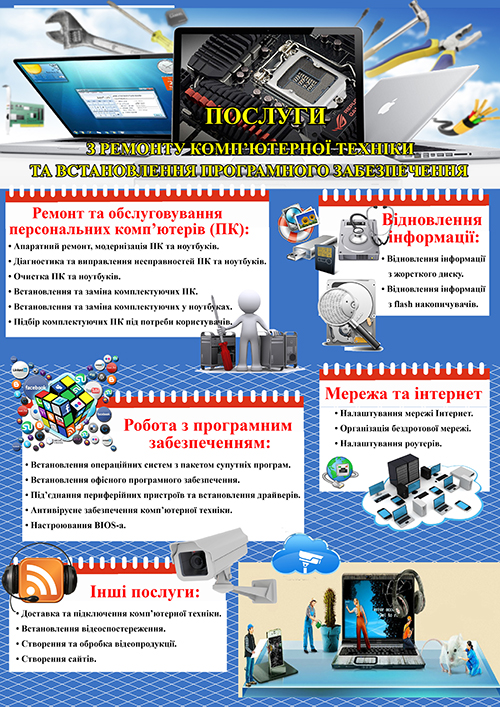 ПОСЛУГИ
З РЕМОНТУ КОМП'ЮТЕРНОЇ ТЕХНІКИ
ТА ВСТАНОВЛЕННЯ ПРОГРАМНОГО ЗАБЕЗПЕЧЕННЯ
Ремонт та обслуговування
персональних комп'ютерів (ПК):
• Апаратий ремонт, модернізація ПК та ноутбуків.
• Діагностика та виправлення несправностей ПК та ноутбуків.
• Очистка ПК та ноутбуків.
• Встановлення та заміна комплектуючих ПК.
• Встановлення та заміна комплектуючих у ноутбуках.
• Підбір комплектуючих ПК під потреби користувачів.
Відновлення
інформації:
• Відновлення інформації
з жорсткого диску.
• Відновлення інформації
з flash накопичувачів.
Мережа та інтернет
• Налаштування мережі Інтернет.
• Організація бездротової мережі.
• Налаштування роутерів.
facebook
LinkedIn
Робота з програмним
забезпеченням:
• Встановлення операційних систем з пакетом супутніх програм.
• Встановлення офісного програмного забезпечення.
• Під'єднання периферійних пристроїв та встановлення драйверів.
• Антивірусне забезпечення комп'ютерної техніки.
• Настроювання BIOS-а.
Інші послуги:
• Доставка та підключення комп'ютерної техніки.
• Встановлення відеоспостереження.
• Створення та обробка відеопродукції.
• Створення сайтів.